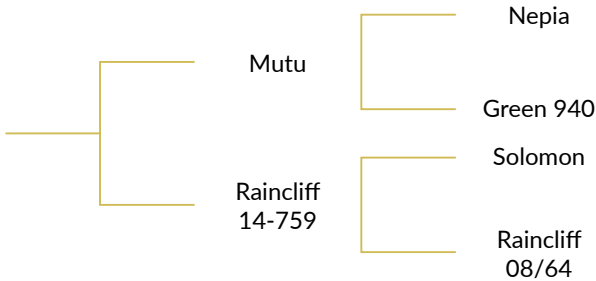 Nepia
Mutu
Green 940
Solomon
Raincliff
14-759
Raincliff
08/64